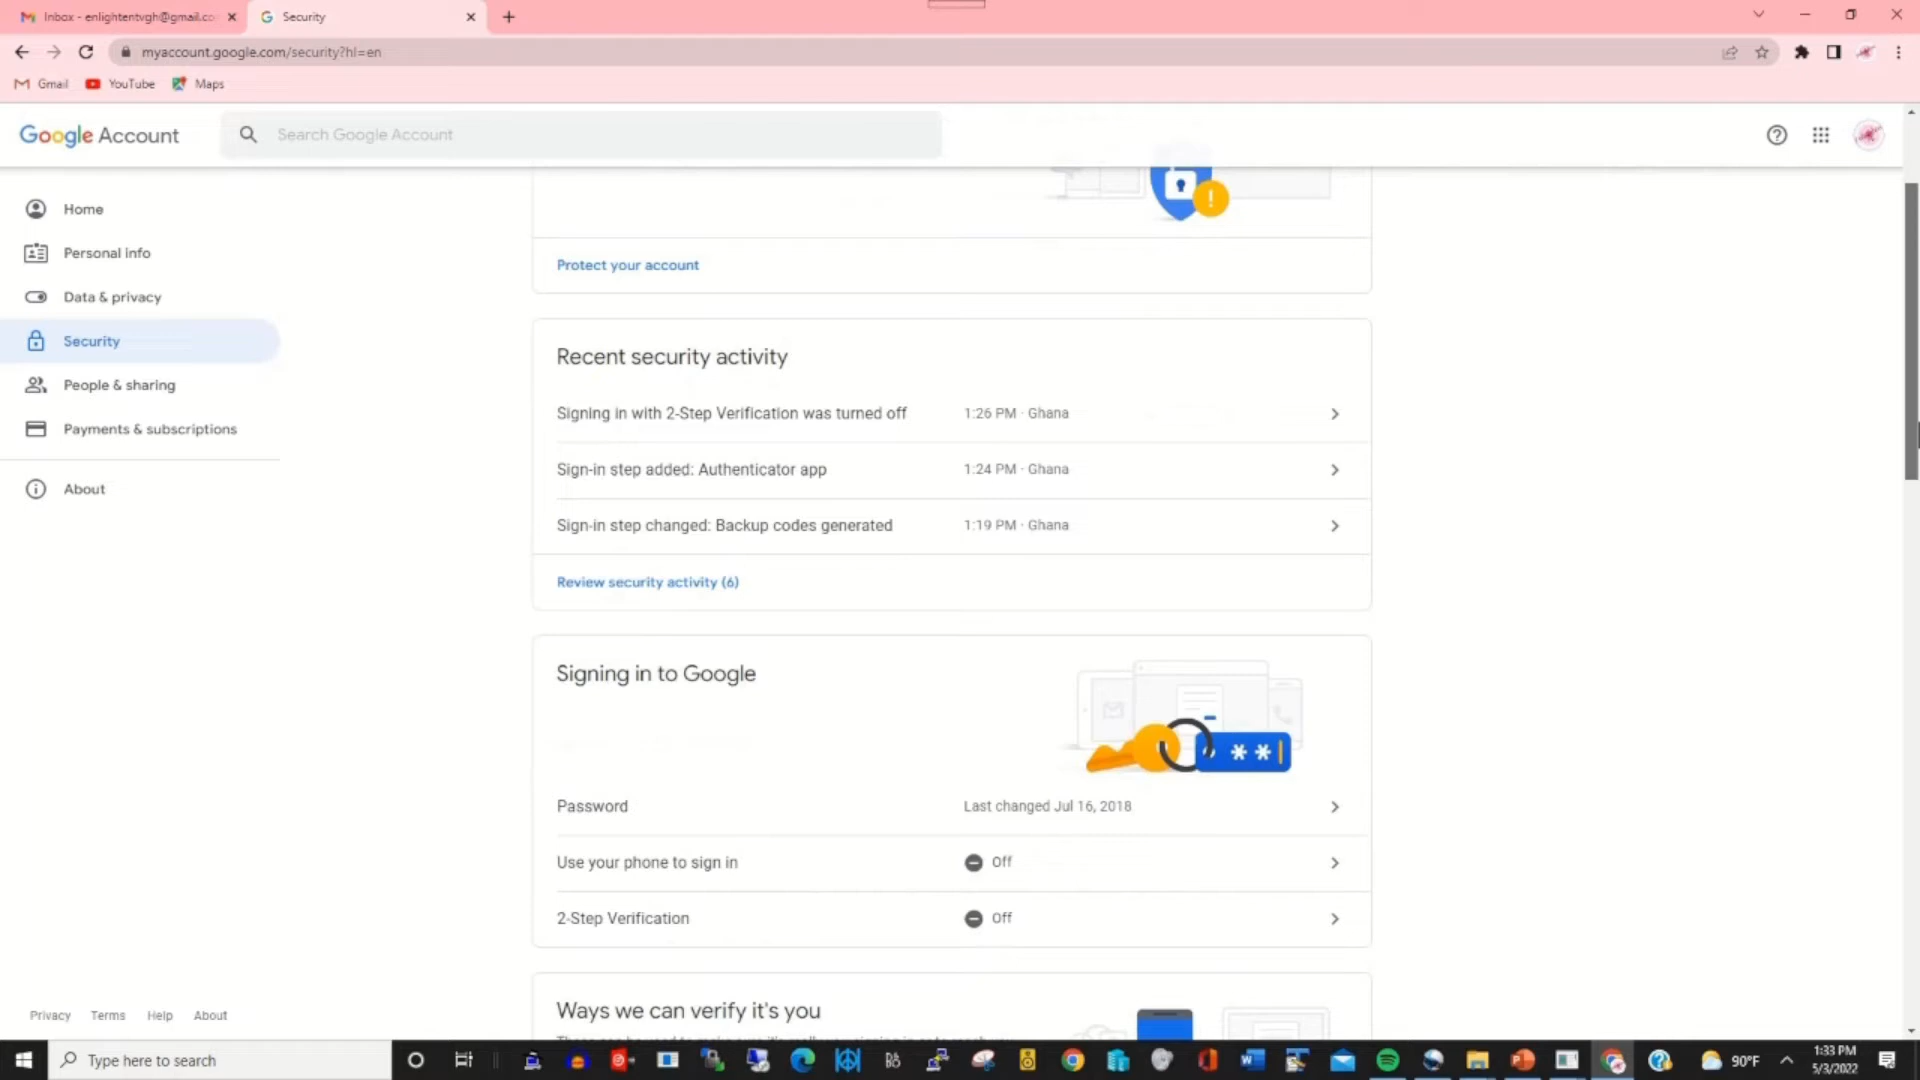 Inbox - enlightentvgh@gmail.co
Security
myaccount.google.com/security?hl=en
Gmail
YouTube
Maps
Google Account
Search Google Account
Home
Personal info
Data & privacy
Security
People & sharing
Payments & subscriptions
About
Protect your account
Recent security activity
Signing in with 2-Step Verification was turned off
1:26 PM · Ghana
Sign-in step added: Authenticator app
1:24 PM · Ghana
Sign-in step changed: Backup codes generated
1:19 PM · Ghana
Review security activity (6)
Signing in to Google
**
Password
Last changed Jul 16, 2018
Use your phone to sign in
Off
2-Step Verification
Off
Ways we can verify it's you
Privacy
Terms
Help
About
Type here to search
90°F
1:33 PM
5/3/2022